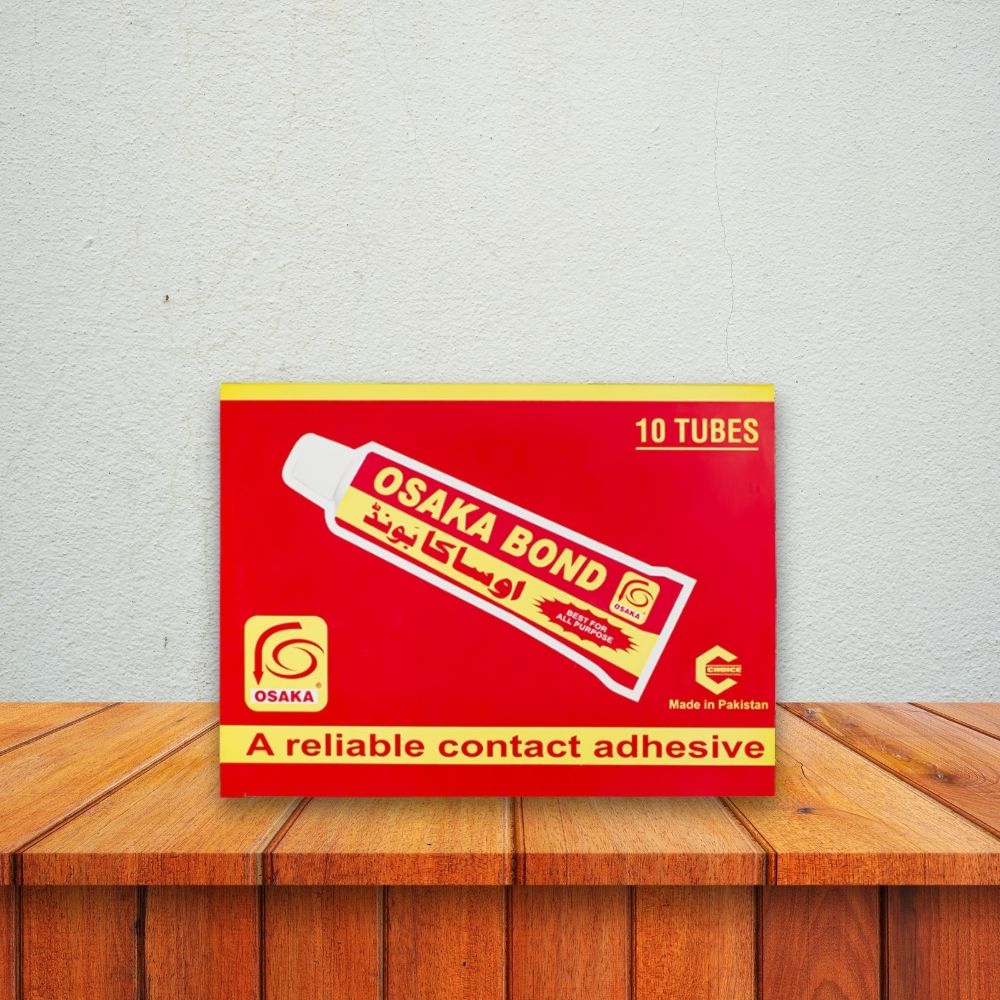 10 TUBES
OSAKA BOND
اوساکا بونڈ
OSAKA
BEST FOR
ALL PURPOSE
OSAKA
CHOICE
Made in Pakistan
A reliable contact adhesive